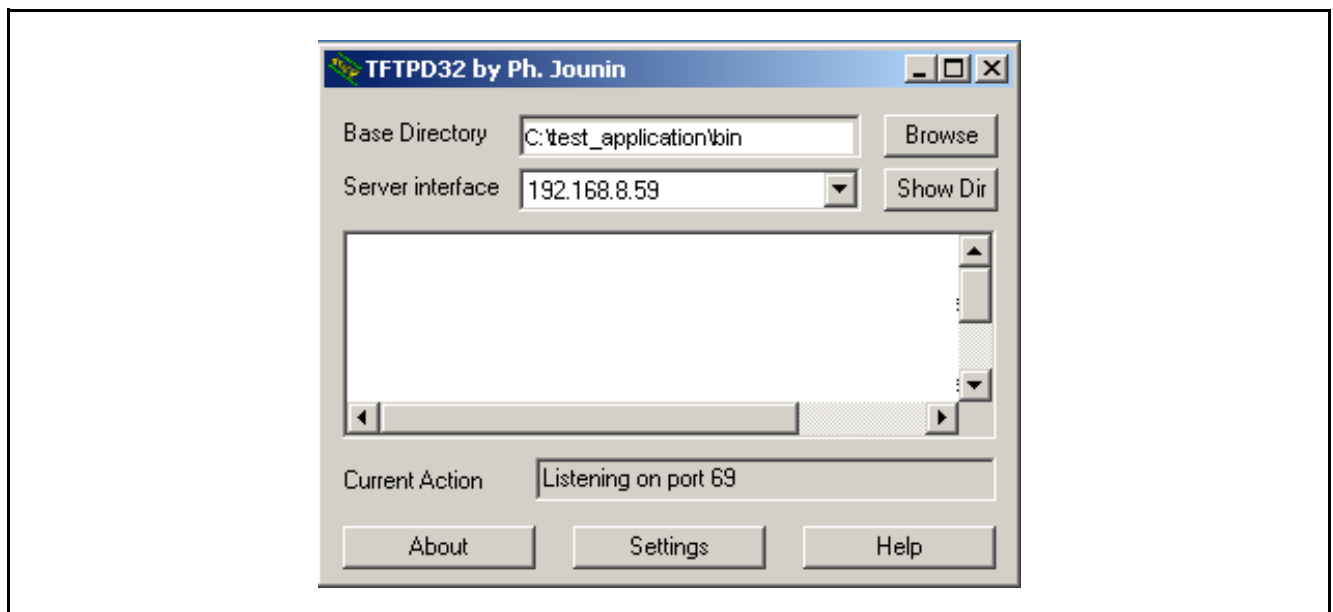 TFTPD32 by Ph. Jounin
Base Directory C:\test_application\bin Browse
Server interface 192.168.8.59 Show Dir
Current Action Listening on port 69
About Settings Help